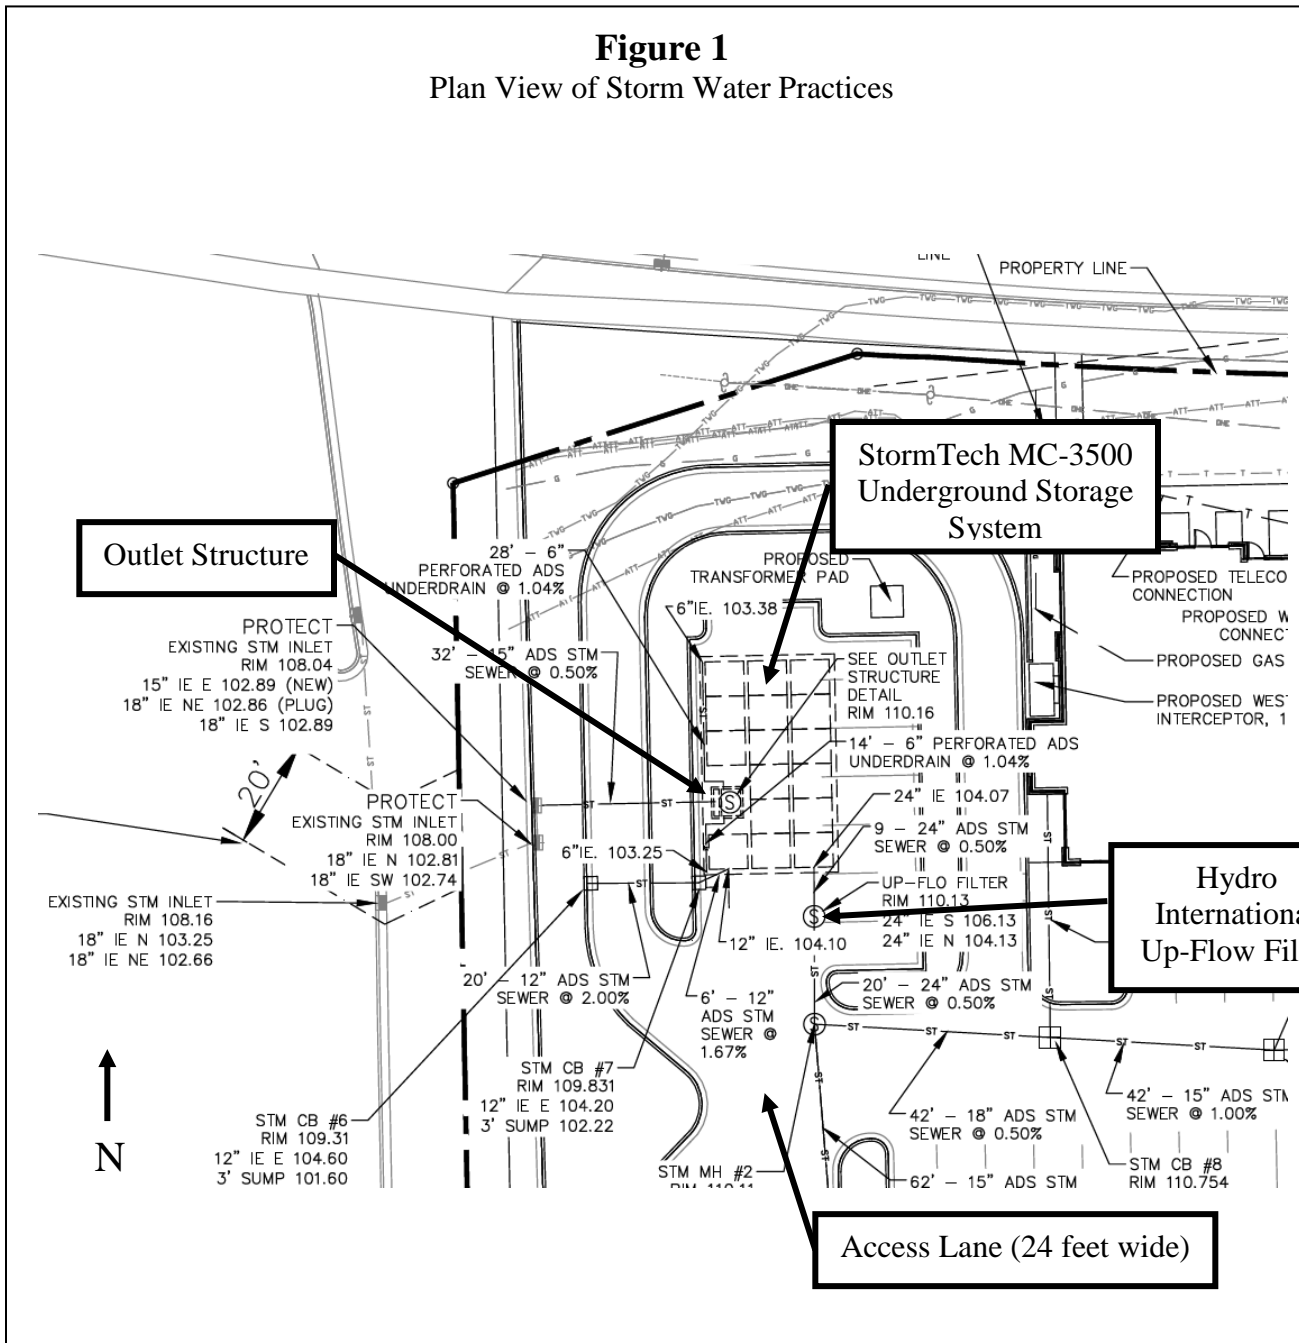 Figure 1
Plan View of Storm Water Practices
LINE
PROPERTY LINE
StormTech MC-3500
Underground Storage
System
Outlet Structure
28' - 6"
PERFORATED ADS
UNDERDRAIN @ 1.04%
PROPOSED
TRANSFORMER PAD
PROPOSED TELECO
CONNECTION
PROPOSED W
CONNECT
PROPOSED GAS
PROPOSED WEST
INTERCEPTOR, 1
6"IE. 103.38
PROTECT
EXISTING STM INLET
RIM 108.04
15" IE E 102.89 (NEW)
18" IE NE 102.86 (PLUG)
18" IE S 102.89
32' - 15" ADS STM
SEWER @ 0.50%
SEE OUTLET
STRUCTURE
DETAIL
RIM 110.16
14' - 6" PERFORATED ADS
UNDERDRAIN @ 1.04%
20'
PROTECT
EXISTING STM INLET
RIM 108.00
18" IE N 102.81
18" IE SW 102.74
24" IE 104.07
9 - 24" ADS STM
SEWER @ 0.50%
6"IE. 103.25
UP-FLO FILTER
RIM 110.13
24" IE S 106.13
24" IE N 104.13
Hydro
Internationa
Up-Flow Fil
EXISTING STM INLET
RIM 108.16
18" IE N 103.25
18" IE NE 102.66
12" IE. 104.10
20' - 12" ADS STM
SEWER @ 2.00%
6' - 12"
ADS STM
SEWER @
1.67%
20' - 24" ADS STM
SEWER @ 0.50%
STM CB #7
RIM 109.831
12" IE E 104.20
3' SUMP 102.22
42' - 18" ADS STM
SEWER @ 0.50%
42' - 15" ADS STM
SEWER @ 1.00%
N
STM CB #6
RIM 109.31
12" IE E 104.60
3' SUMP 101.60
STM MH #2
RIM 110.11
62' - 15" ADS STM
STM CB #8
RIM 110.754
Access Lane (24 feet wide)